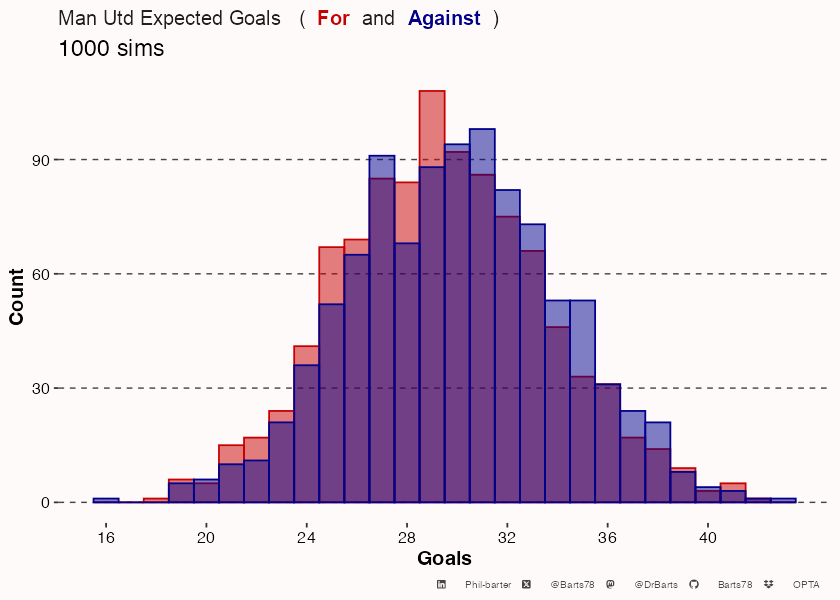 Man Utd Expected Goals ( For and Against )
1000 sims
90
60
30
0
Count
16 20 24 28 32 36 40
Goals
Phil-barter @Barts78 @DrBarts Barts78 OPTA